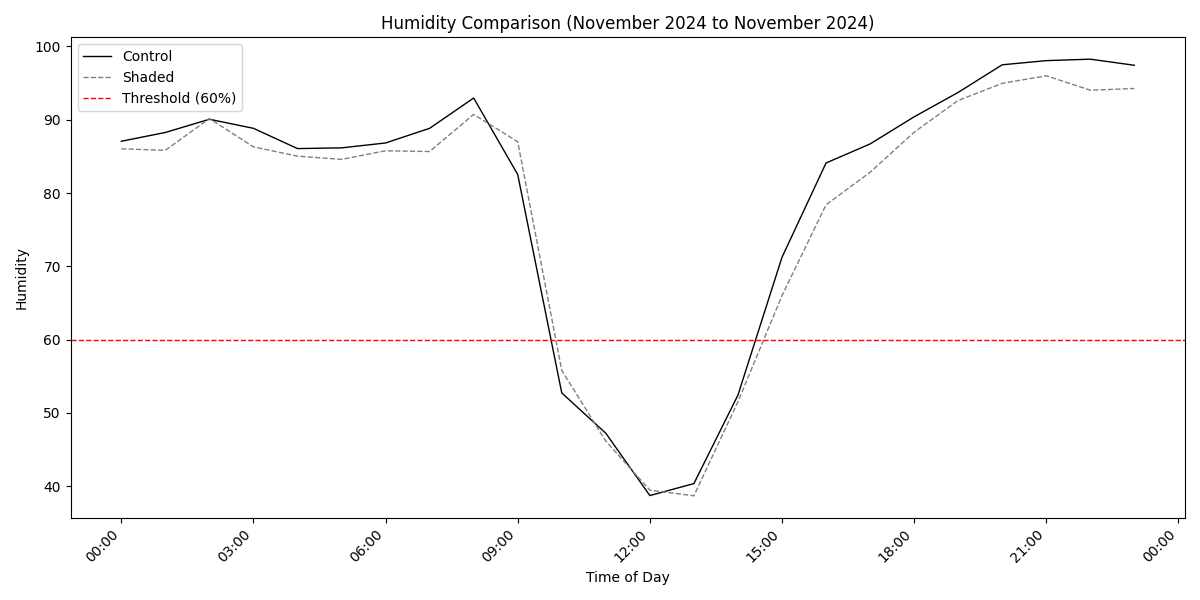 Humidity Comparison (November 2024 to November 2024)
Control
Shaded
Threshold (60%)
100
90
80
70
60
50
40
Humidity
00:00
03:00
06:00
09:00
12:00
15:00
18:00
21:00
00:00
Time of Day